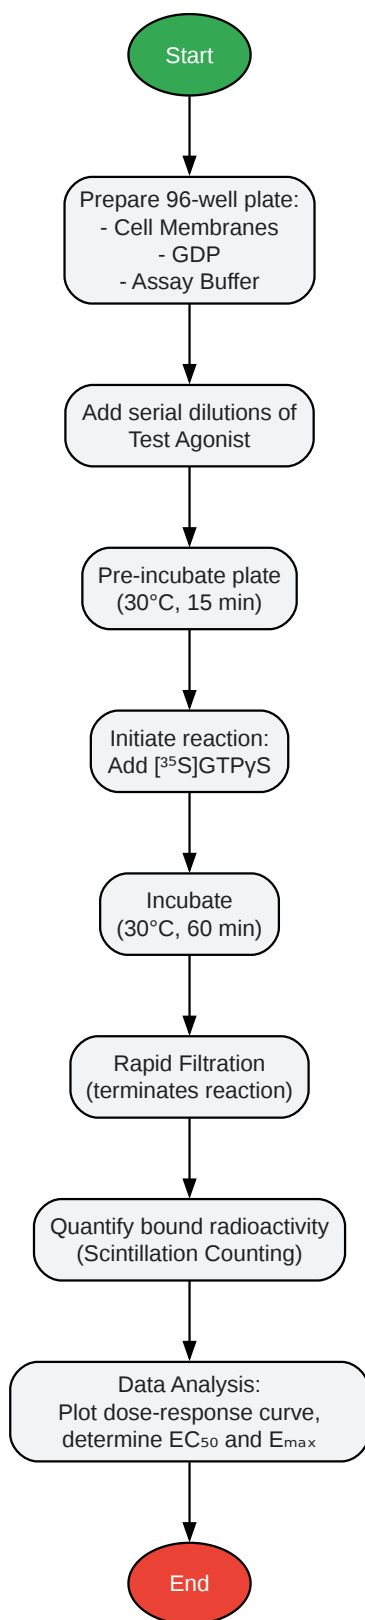 Start
Prepare 96-well plate:
- Cell Membranes
- GDP
- Assay Buffer
Add serial dilutions of
Test Agonist
Pre-incubate plate
(30°C, 15 min)
Initiate reaction:
Add [³⁵S]GTPγS
Incubate
(30°C, 60 min)
Rapid Filtration
(terminates reaction)
Quantify bound radioactivity
(Scintillation Counting)
Data Analysis:
Plot dose-response curve,
determine EC₅₀ and Eₘₐₓ
End